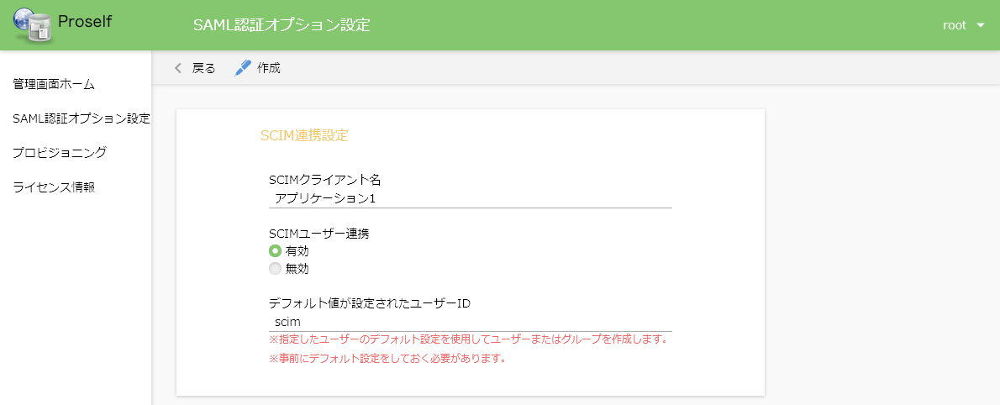 Proself
SAML認証オプション設定
root
戻る
作成
管理画面ホーム
SAML認証オプション設定
プロビジョニング
ライセンス情報
SCIM連携設定
SCIMクライアント名
アプリケーション1
SCIMユーザー連携
有効
無効
デフォルト値が設定されたユーザーID
scim
※指定したユーザーのデフォルト設定を使用してユーザーまたはグループを作成します。
※事前にデフォルト設定をしておく必要があります。